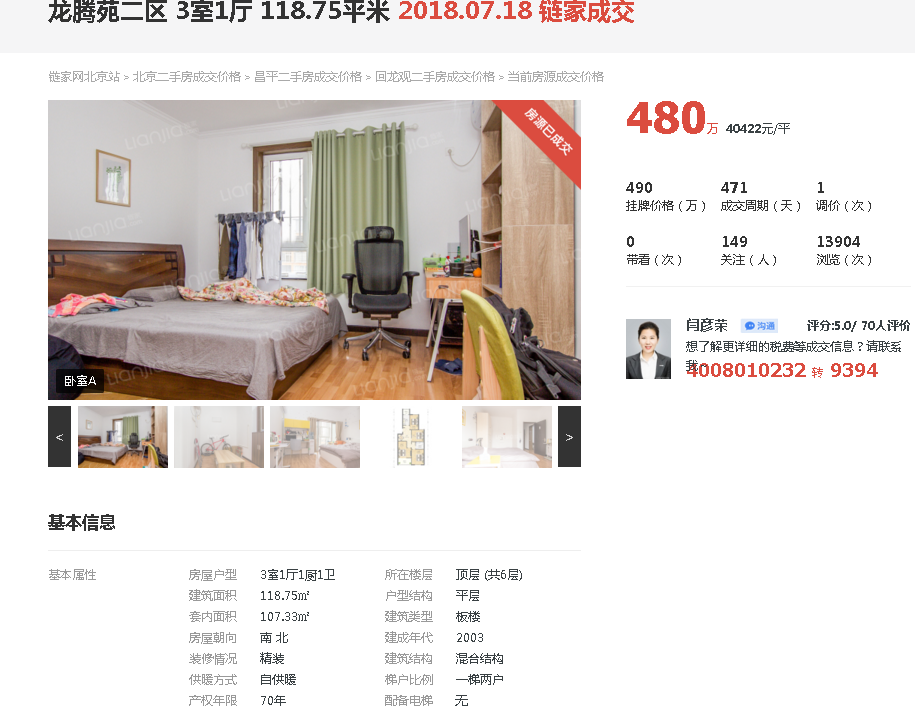 龙腾苑二区 3室1厅 118.75平米 2018.07.18 链家成交
链家网北京站 > 北京二手房成交价格 > 昌平二手房成交价格 > 回龙观二手房成交价格 > 当前房源成交价格
房源已成交
lianjia
卧室A
<
>
480万 40422元/平
490 471 1
挂牌价格（万） 成交周期（天） 调价（次）
0 149 13904
带看（次） 关注（人） 浏览（次）
闫彦荣 沟通 评分:5.0/ 70人评价
想了解更详细的税费等成交信息？请联系
我
4008010232 转 9394
基本信息
基本属性 房屋户型 3室1厅1厨1卫 所在楼层 顶层 (共6层)
建筑面积 118.75㎡ 户型结构 平层
套内面积 107.33㎡ 建筑类型 板楼
房屋朝向 南 北 建成年代 2003
装修情况 精装 建筑结构 混合结构
供暖方式 自供暖 梯户比例 一梯两户
产权年限 70年 配备电梯 无